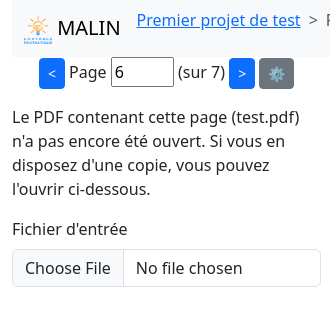 MALIN Premier projet de test >
< Page 6 (sur 7) > ⚙️
Le PDF contenant cette page (test.pdf)
n'a pas encore été ouvert. Si vous en
disposez d'une copie, vous pouvez
l'ouvrir ci-dessous.
Fichier d'entrée
Choose File No file chosen